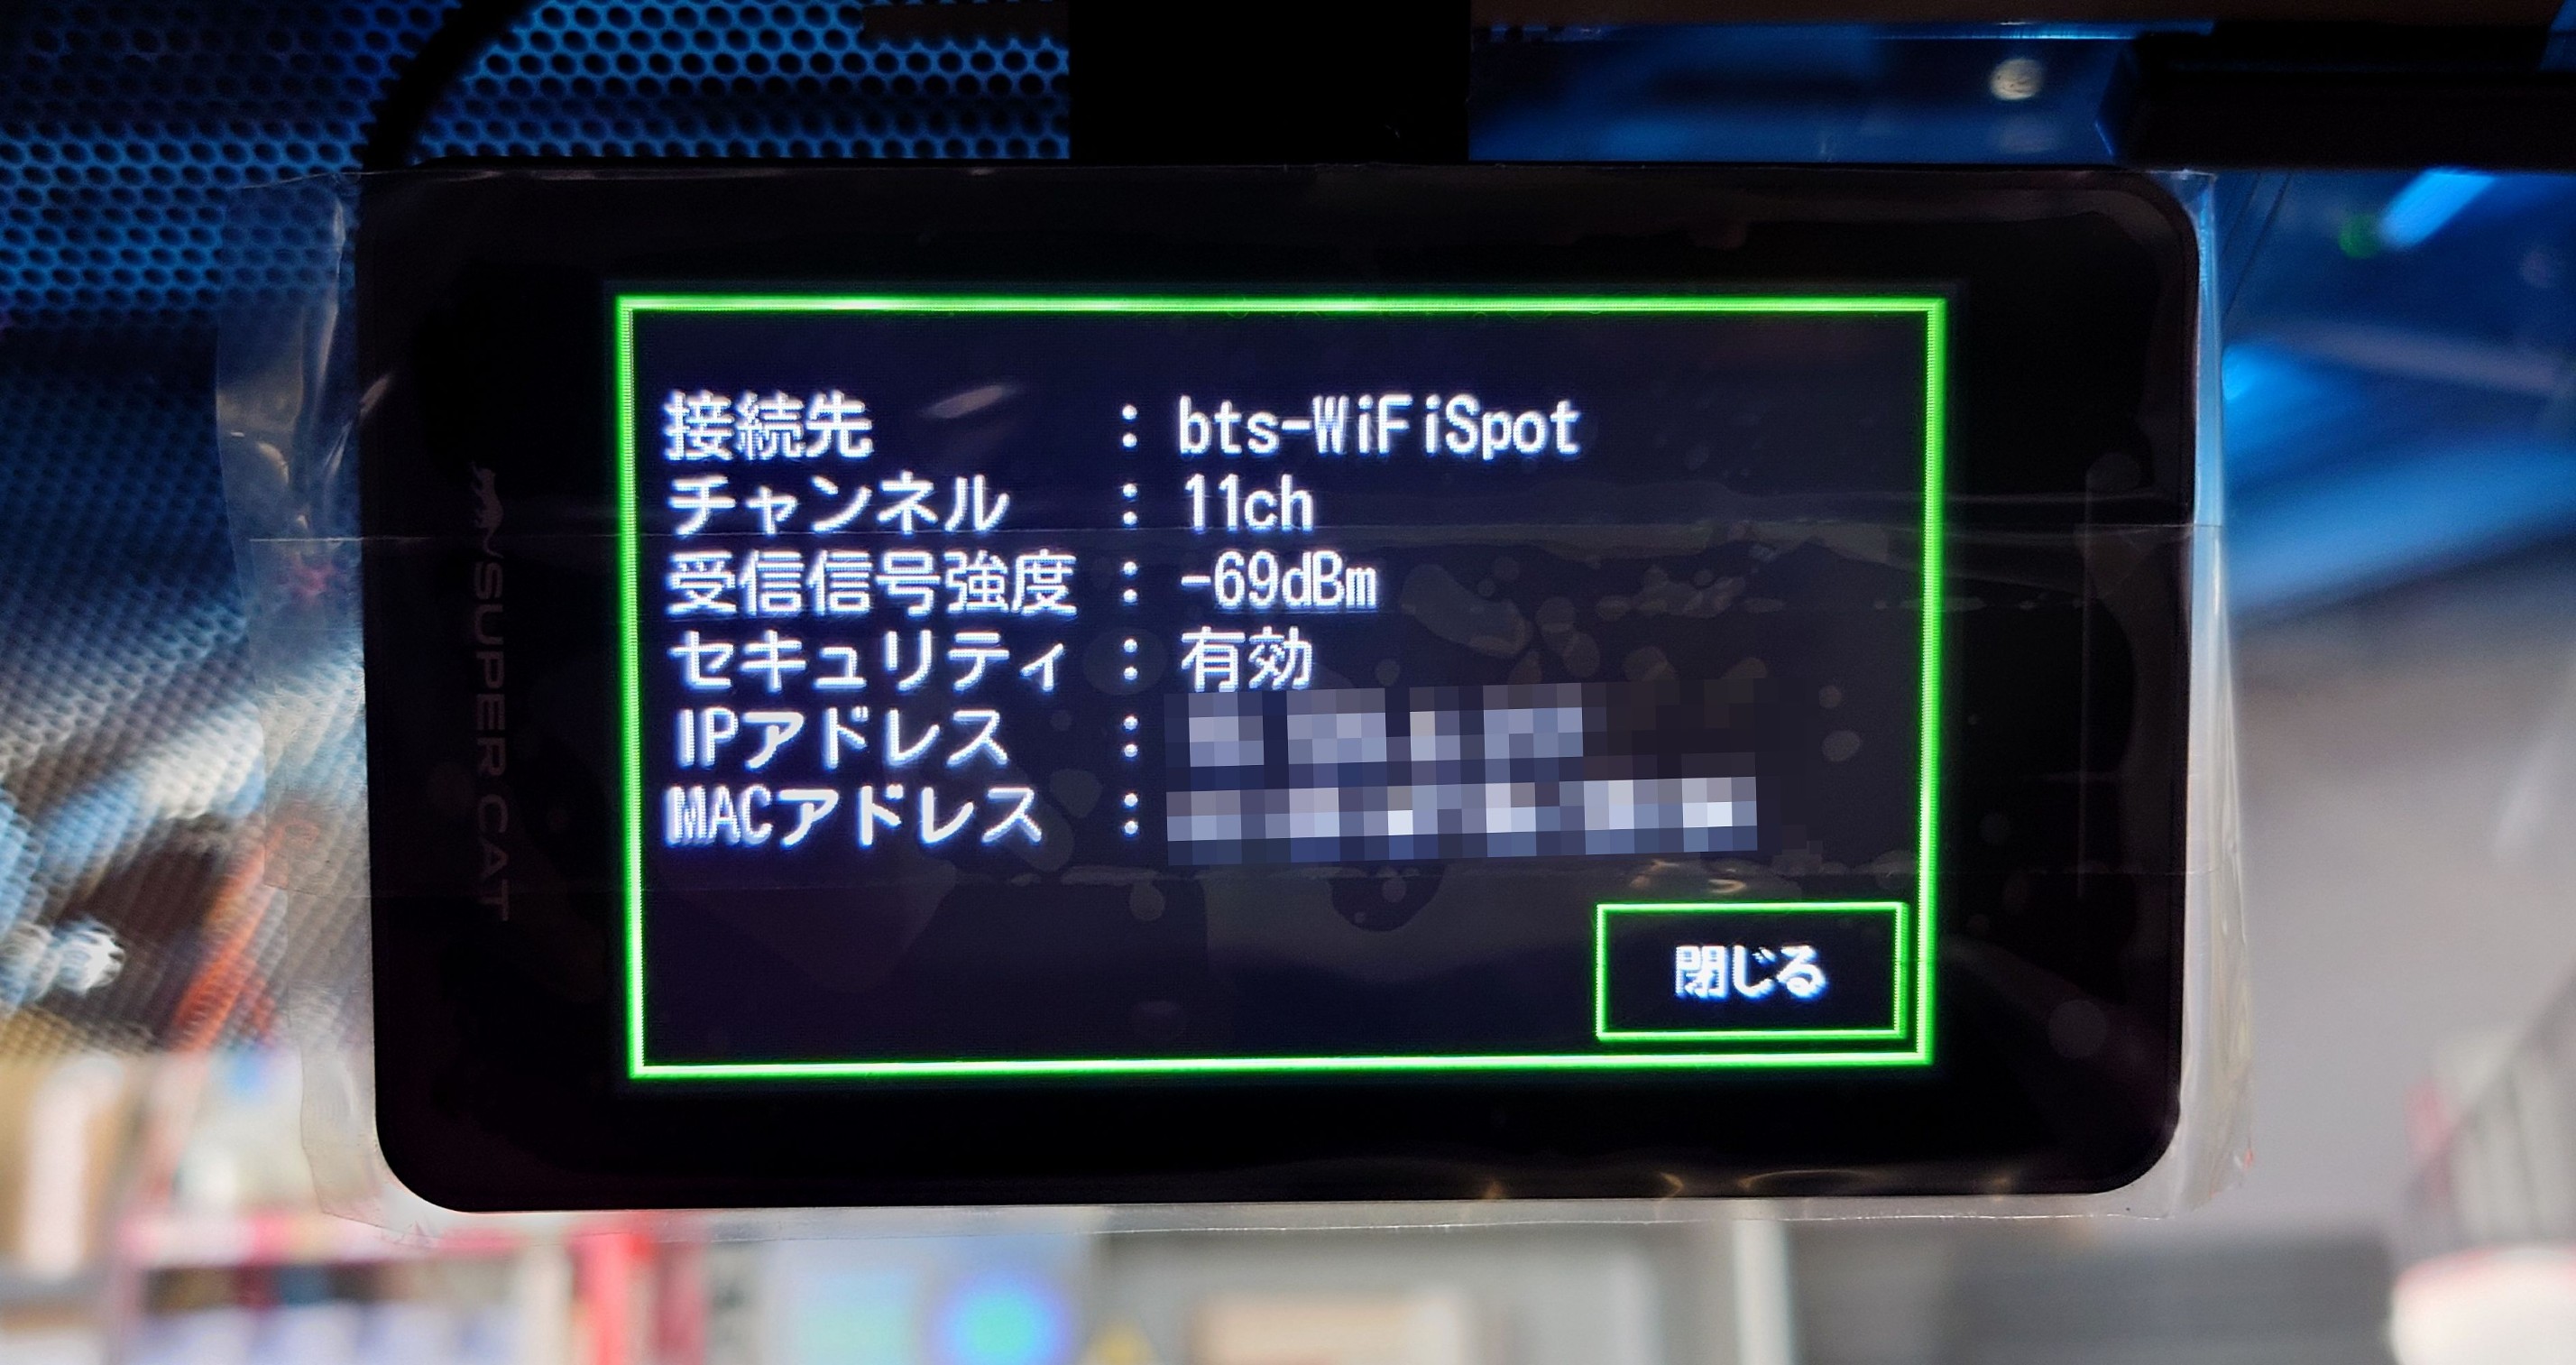 接続先 : bts-WiFiSpot
チャンネル : 11ch
受信信号強度 : -69dBm
セキュリティ : 有効
IPアドレス :
MACアドレス :
閉じる
SUPER CAT